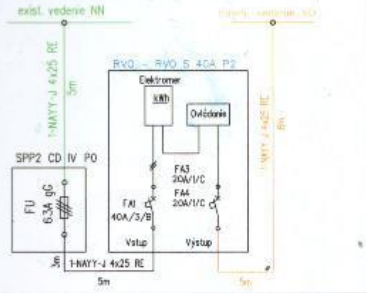 exist. vedenie NN
RVO - RVO S 40A P2
Elektromer
kWh
Ovládanie
1-NAYY-J 4x25 RE
5m
1-NAYY-J 4x25 RE
6m
SPP2 CD IV PO
FU
63A gG
FA3
20A/1/C
FA4
20A/1/C
FA1
40A/3/B
Vstup
Výstup
3m
1-NAYY-J 4x25 RE
5m
5m